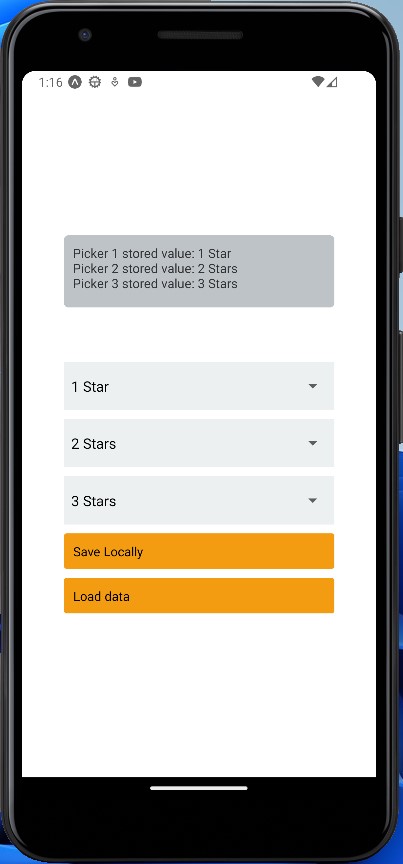 1:16
Picker 1 stored value: 1 Star
Picker 2 stored value: 2 Stars
Picker 3 stored value: 3 Stars
1 Star
2 Stars
3 Stars
Save Locally
Load data